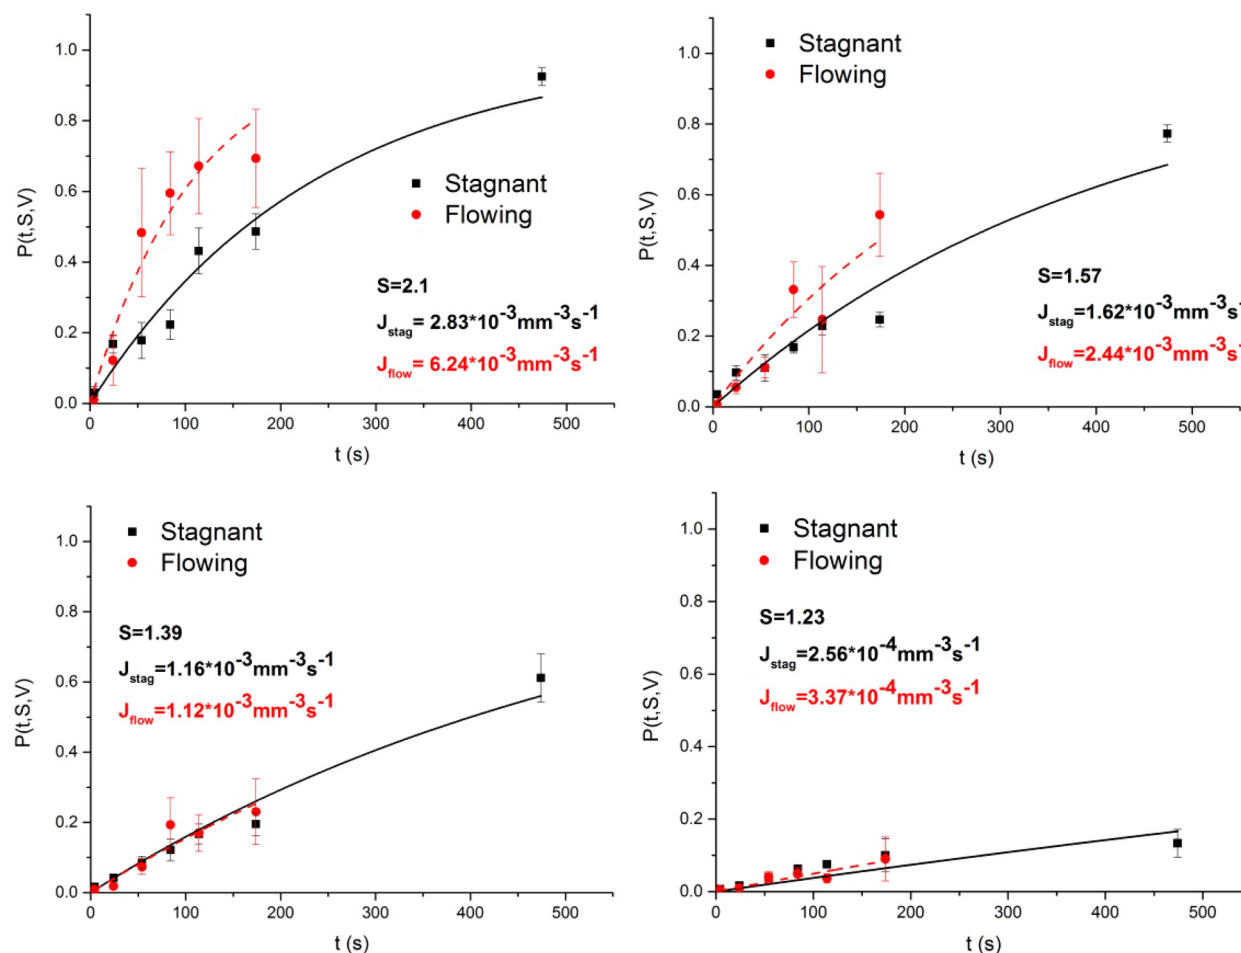 1.0
0.8
0.6
0.4
0.2
0.0
P(t,S,V)
Stagnant
Flowing
S=2.1
J_stag = 2.83*10^-3mm^-3s^-1
J_flow = 6.24*10^-3mm^-3s^-1
0 100 200 300 400 500
t (s)
1.0
0.8
0.6
0.4
0.2
0.0
P(t,S,V)
Stagnant
Flowing
S=1.57
J_stag=1.62*10^-3mm^-3s^-
J_flow=2.44*10^-3mm^-3s^-
0 100 200 300 400 500
t (s)
1.0
0.8
0.6
0.4
0.2
0.0
P(t,S,V)
Stagnant
Flowing
S=1.39
J_stag=1.16*10^-3mm^-3s^-1
J_flow=1.12*10^-3mm^-3s^-1
0 100 200 300 400 500
t (s)
1.0
0.8
0.6
0.4
0.2
0.0
P(t,S,V)
Stagnant
Flowing
S=1.23
J_stag=2.56*10^-4mm^-3s^-1
J_flow=3.37*10^-4mm^-3s^-1
0 100 200 300 400 500
t (s)